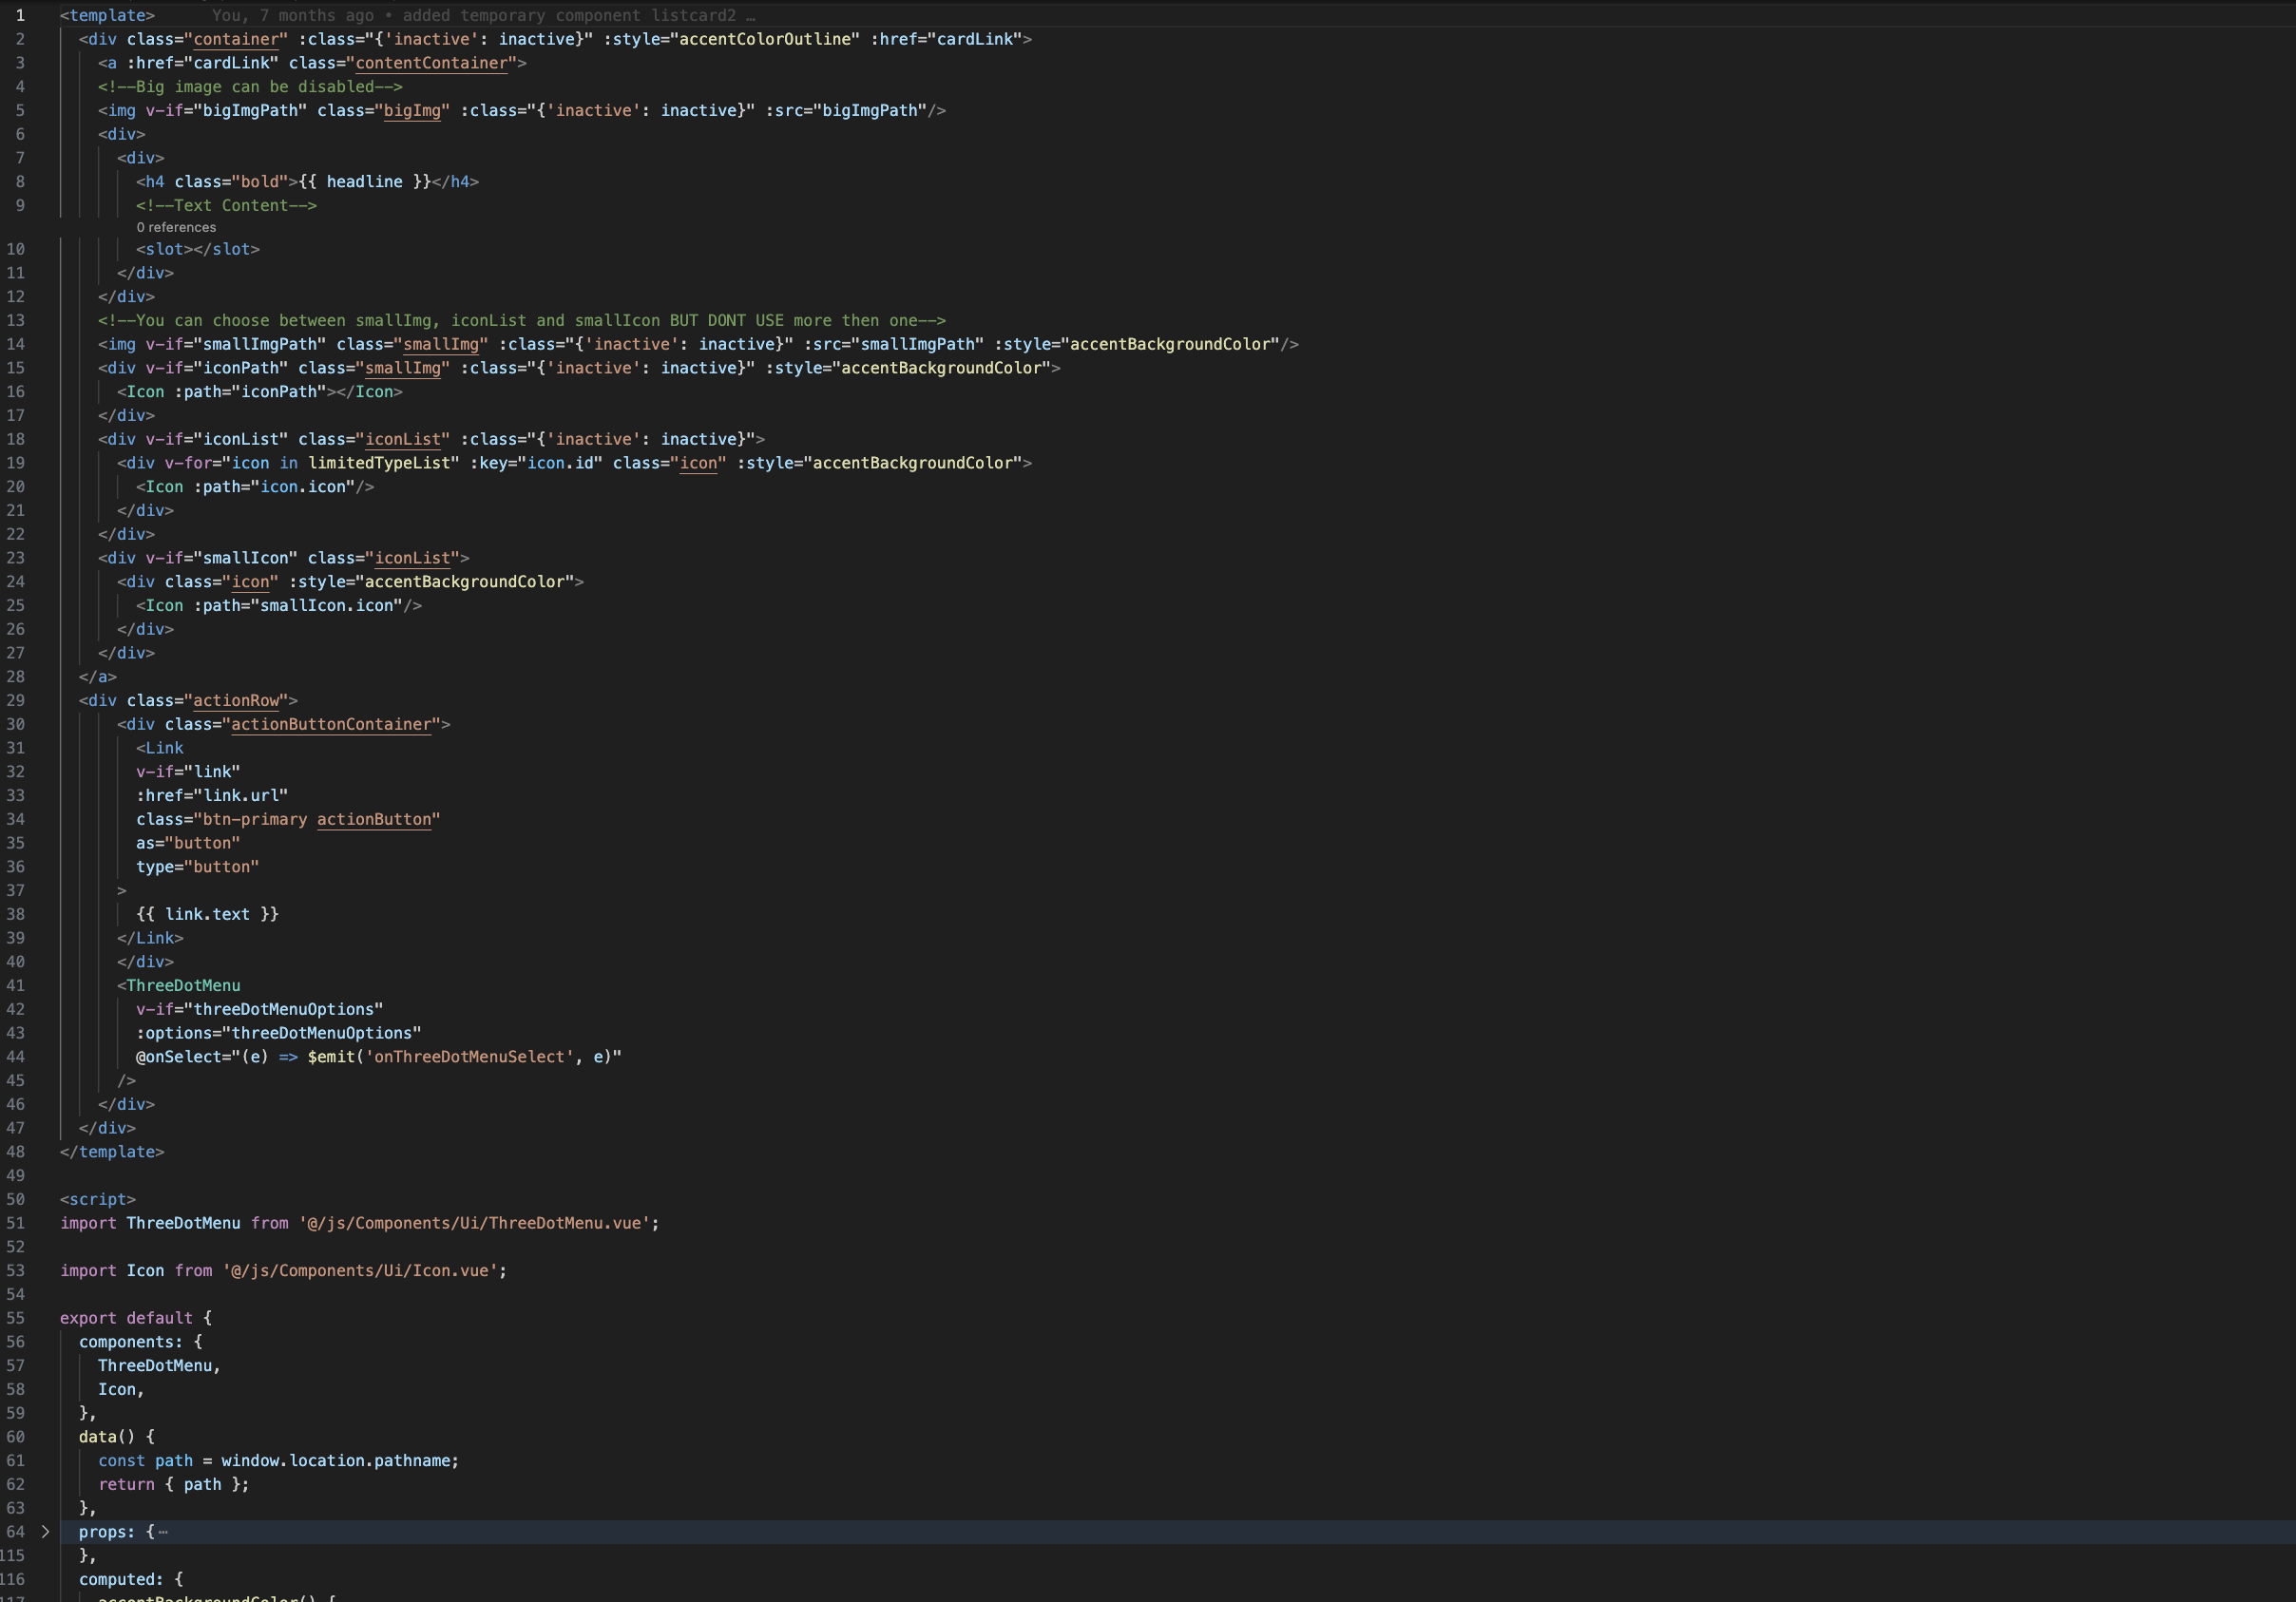 1 <template> You, 7 months ago • added temporary component listcard2 …
2 <div class="container" :class="{'inactive': inactive}" :style="accentColorOutline" :href="cardLink">
3 <a :href="cardLink" class="contentContainer">
4 <!--Big image can be disabled-->
5 <img v-if="bigImgPath" class="bigImg" :class="{'inactive': inactive}" :src="bigImgPath"/>
6 <div>
7 <div>
8 <h4 class="bold">{{ headline }}</h4>
9 <!--Text Content-->
0 references
10 <slot></slot>
11 </div>
12 </div>
13 <!--You can choose between smallImg, iconList and smallIcon BUT DONT USE more then one-->
14 <img v-if="smallImgPath" class="smallImg" :class="{'inactive': inactive}" :src="smallImgPath" :style="accentBackgroundColor"/>
15 <div v-if="iconPath" class="smallImg" :class="{'inactive': inactive}" :style="accentBackgroundColor">
16 <Icon :path="iconPath"></Icon>
17 </div>
18 <div v-if="iconList" class="iconList" :class="{'inactive': inactive}">
19 <div v-for="icon in limitedTypeList" :key="icon.id" class="icon" :style="accentBackgroundColor">
20 <Icon :path="icon.icon"/>
21 </div>
22 </div>
23 <div v-if="smallIcon" class="iconList">
24 <div class="icon" :style="accentBackgroundColor">
25 <Icon :path="smallIcon.icon"/>
26 </div>
27 </div>
28 </a>
29 <div class="actionRow">
30 <div class="actionButtonContainer">
31 <Link
32 v-if="link"
33 :href="link.url"
34 class="btn-primary actionButton"
35 as="button"
36 type="button"
37 >
38 {{ link.text }}
39 </Link>
40 </div>
41 <ThreeDotMenu
42 v-if="threeDotMenuOptions"
43 :options="threeDotMenuOptions"
44 @onSelect="(e) => $emit('onThreeDotMenuSelect', e)"
45 />
46 </div>
47 </div>
48 </template>
49
50 <script>
51 import ThreeDotMenu from '@/js/Components/Ui/ThreeDotMenu.vue';
52
53 import Icon from '@/js/Components/Ui/Icon.vue';
54
55 export default {
56 components: {
57 ThreeDotMenu,
58 Icon,
59 },
60 data() {
61 const path = window.location.pathname;
62 return { path };
63 },
64 props: {…
115 },
116 computed: {
117 accentBackgroundColor() {